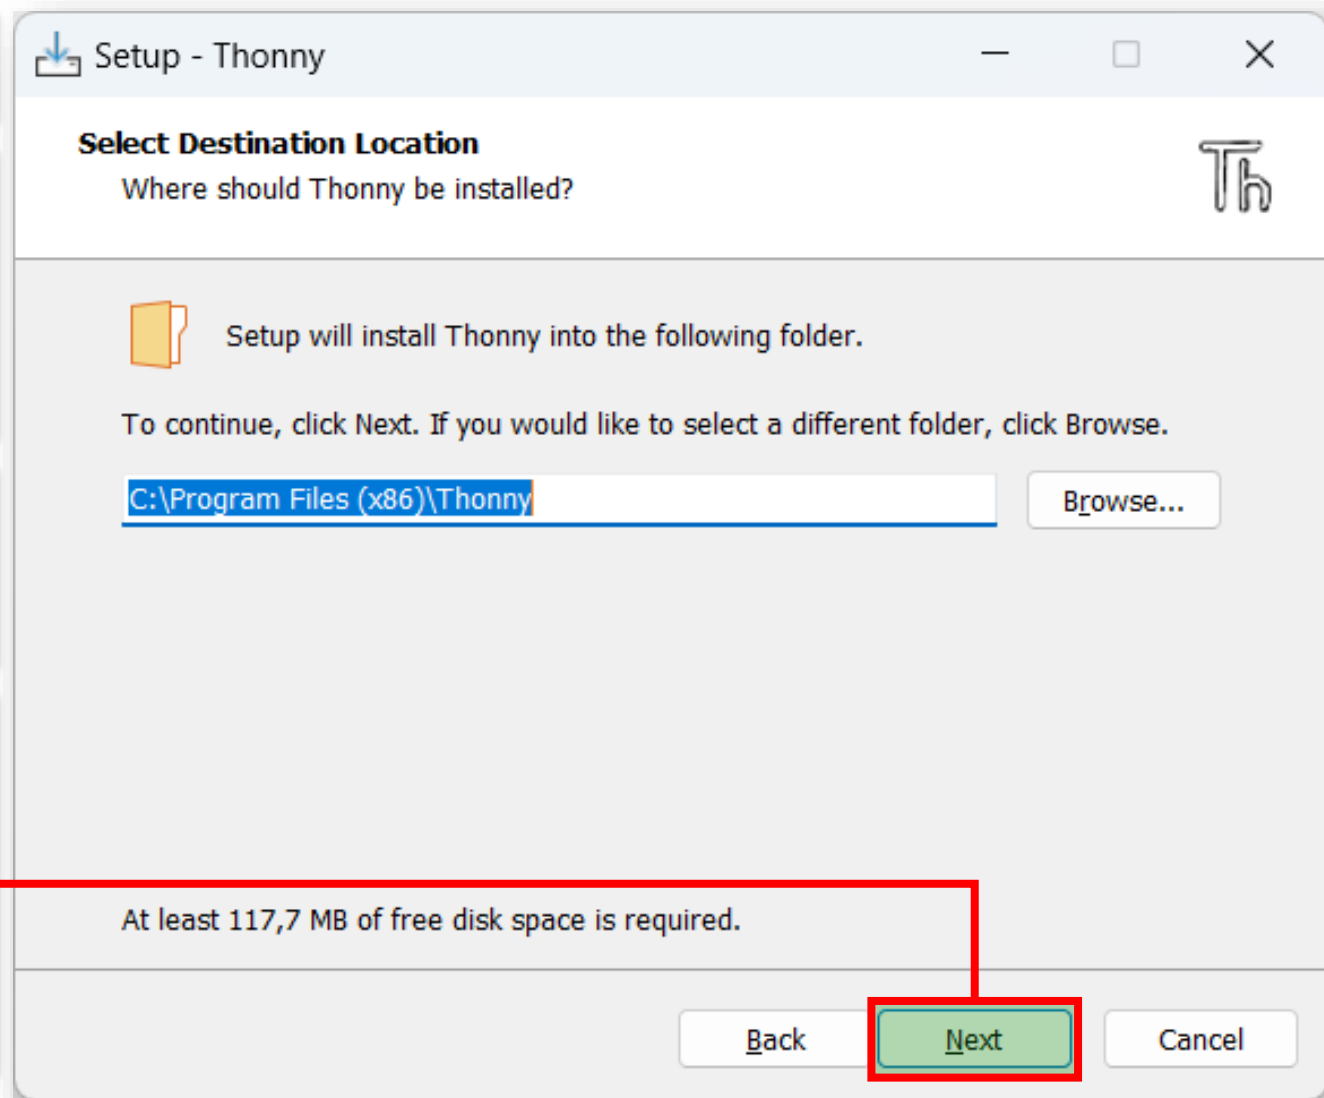 Setup - Thonny
Select Destination Location
Where should Thonny be installed?
Th
Setup will install Thonny into the following folder.
To continue, click Next. If you would like to select a different folder, click Browse.
C:\Program Files (x86)\Thonny
Browse...
At least 117,7 MB of free disk space is required.
Back Next Cancel